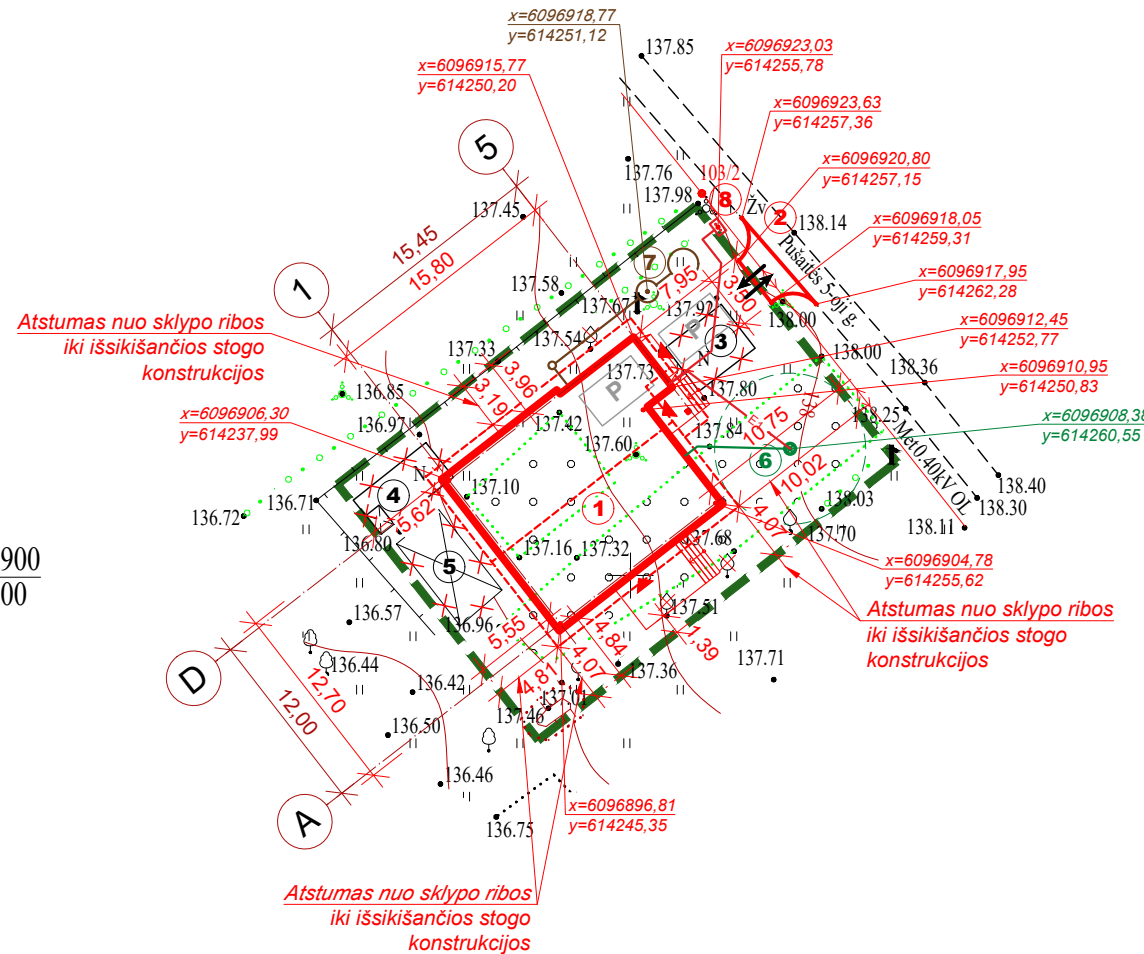 x=6096918,77
y=614251,12
137.85
x=6096923,03
y=614255,78
x=6096915,77
y=614250,20
x=6096923,63
y=614257,36
5
137.76
x=6096920,80
y=614257,15
103/2
137.98
8
Žv
2
137.45
138.14
x=6096918,05
y=614259,31
15,45
15,80
Pušaitės 5-oji g.
7
137.58
7,95
3,50
x=6096917,95
y=614262,28
1
137.67
137.92
138.00
Atstumas nuo sklypo ribos
iki išsikišančios stogo
konstrukcijos
137.54
P
3
x=6096912,45
y=614252,77
137.33
3,96
137.73
N
138.00
138.36
x=6096910,95
y=614250,83
3,19
P
137.80
136.85
138
x=6096906,30
y=614237,99
136.97
137.42
137.84
10,75
138.25
x=6096908,38
y=614260,55
137.60
E
6
Met0.40kV OL
N
10,02
136.71
4
5,62
137.10
1
138.03
138.40
138.30
136.72
136.80
137.68
4,07
137.70
138.11
900
00
5
137.16
137.32
x=6096904,78
y=614255,62
136.57
136.96
137.51
Atstumas nuo sklypo ribos
iki išsikišančios stogo
konstrukcijos
5,55
14,84
1,39
D
136.44
137.36
137.71
12,70
12,00
136.42
4,81
4,07
137.01
137.46
136.50
136.46
A
136.75
x=6096896,81
y=614245,35
Atstumas nuo sklypo ribos
iki išsikišančios stogo
konstrukcijos